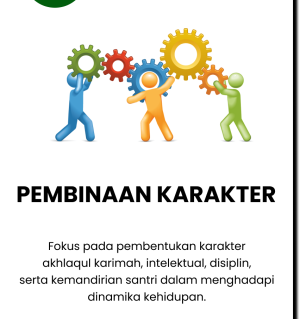 PEMBINAAN KARAKTER
Fokus pada pembentukan karakter
akhlaqul karimah, intelektual, disiplin,
serta kemandirian santri dalam menghadapi
dinamika kehidupan.